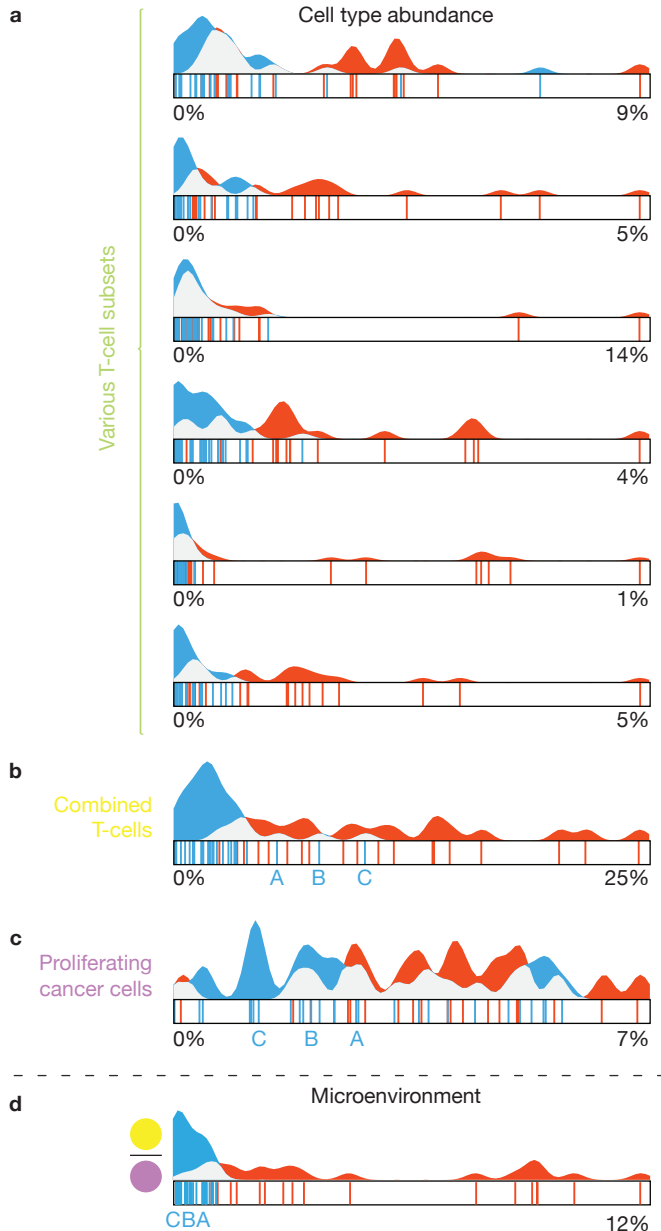 a
Cell type abundance
0%
9%
0%
5%
Various T-cell subsets
0%
14%
0%
4%
0%
1%
0%
5%
b
Combined
T-cells
0%
A
B
C
25%
c
Proliferating
cancer cells
0%
C
B
A
7%
d
Microenvironment
CBA
12%